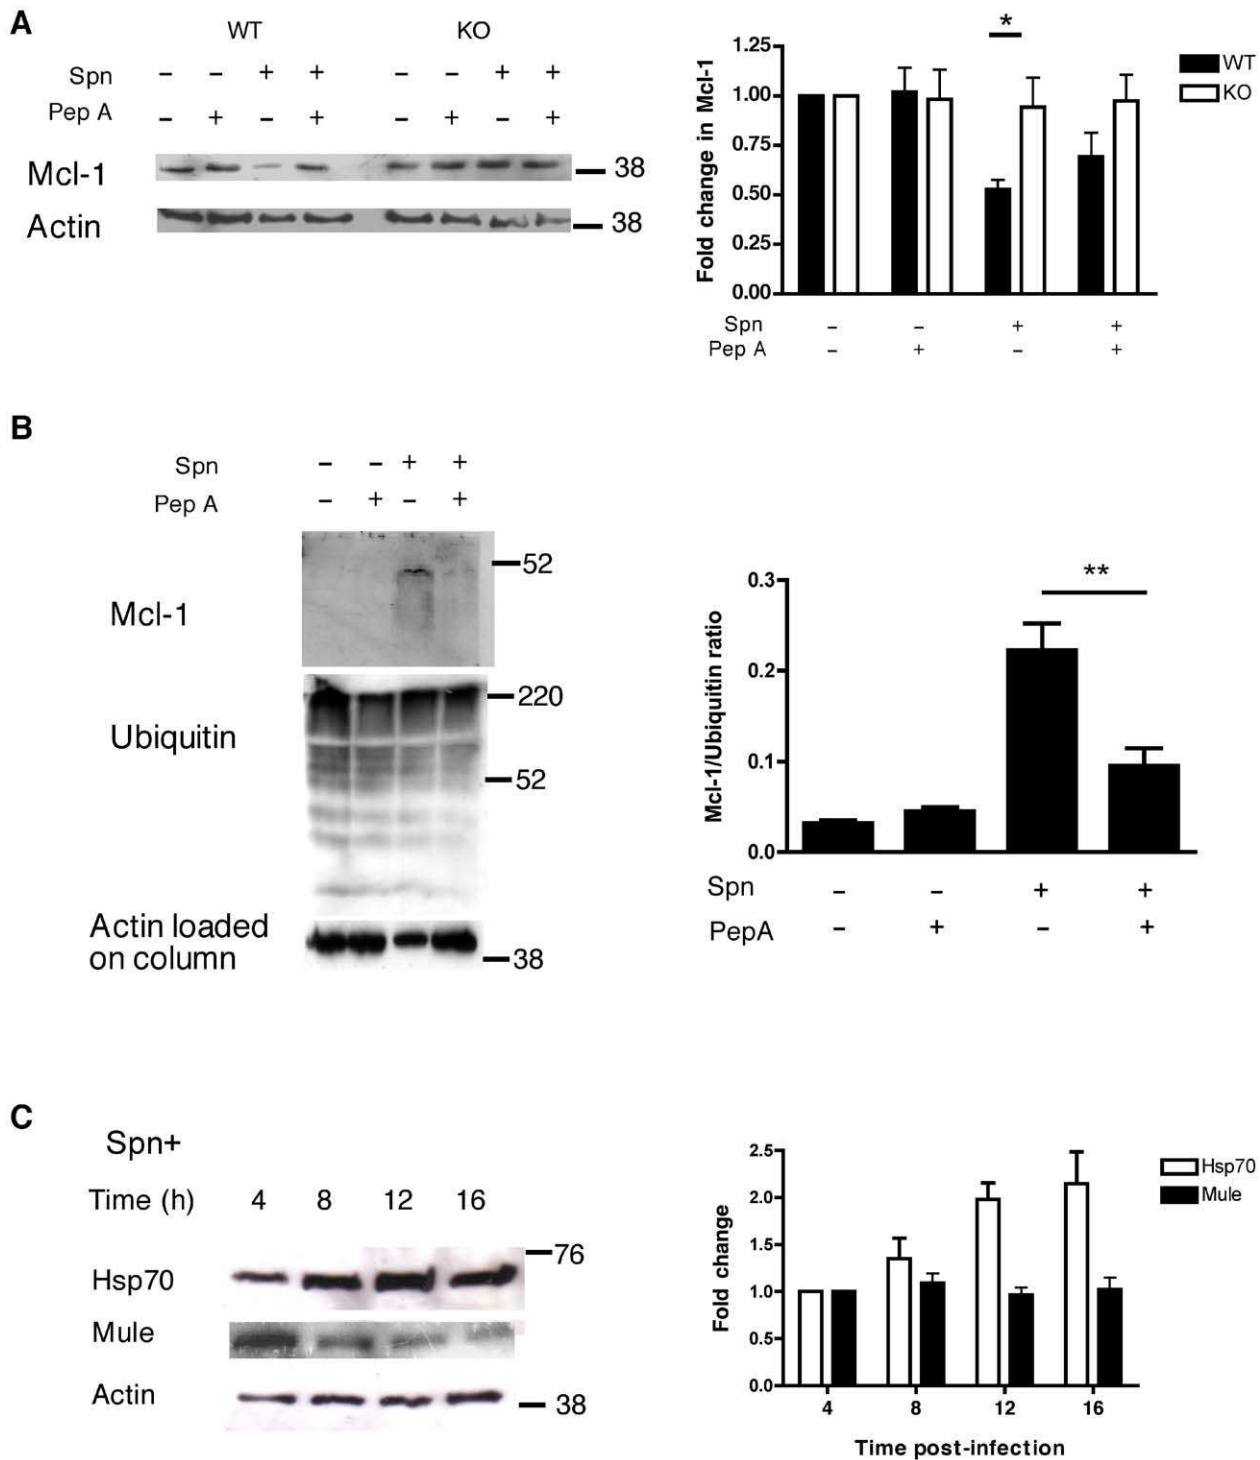 A
WT KO
Spn – – + + – – + +
Pep A – + – + – + – +
Mcl-1 38
Actin 38
*
1.25
1.00
0.75
0.50
0.25
0.00
Fold change in Mcl-1
WT
KO
Spn – – + +
Pep A – + – +
B
Spn – – + +
Pep A – + – +
52
Mcl-1
220
Ubiquitin
52
Actin loaded
on column
38
**
0.3
0.2
0.1
0.0
Mcl-1/Ubiquitin ratio
Spn – – + +
PepA – + – +
C
Spn+
Time (h) 4 8 12 16
76
Hsp70
Mule
Actin
38
2.5
2.0
1.5
1.0
0.5
0.0
Fold change
Hsp70
Mule
4 8 12 16
Time post-infection